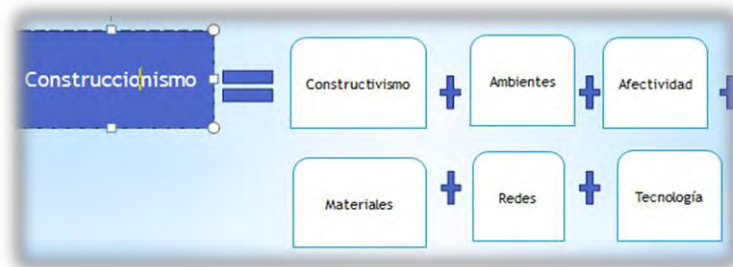 Construccionismo = Constructivismo + Ambientes + Afectividad +
Materiales + Redes + Tecnología